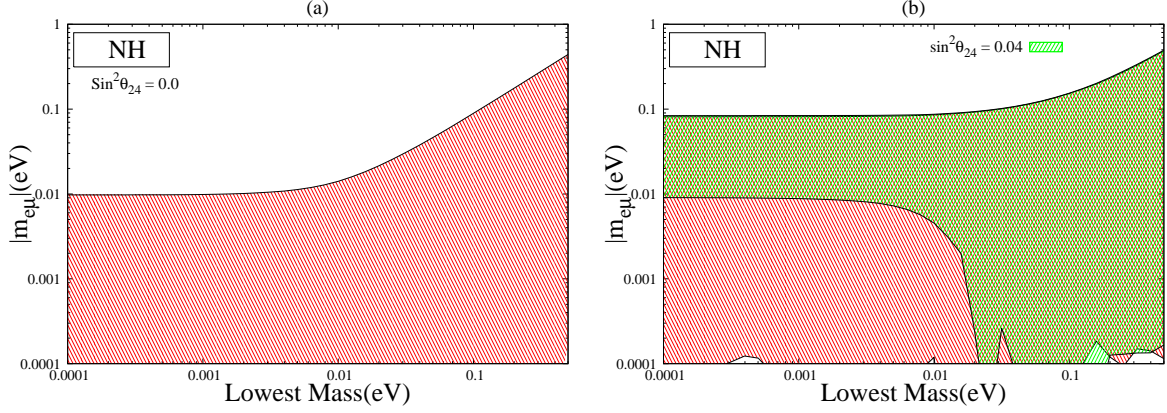 (a)
NH
Sin²θ₂₄ = 0.0
1
0.1
0.01
0.001
0.0001
|m_eμ|(eV)
0.0001 0.001 0.01 0.1
Lowest Mass(eV)
(b)
NH
sin²θ₂₄ = 0.04
1
0.1
0.01
0.001
0.0001
|m_eμ|(eV)
0.0001 0.001 0.01 0.1
Lowest Mass(eV)